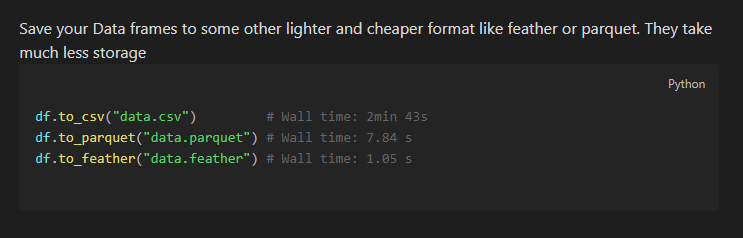 Save your Data frames to some other lighter and cheaper format like feather or parquet. They take
much less storage
Python
df.to_csv("data.csv")         # Wall time: 2min 43s
df.to_parquet("data.parquet") # Wall time: 7.84 s
df.to_feather("data.feather") # Wall time: 1.05 s